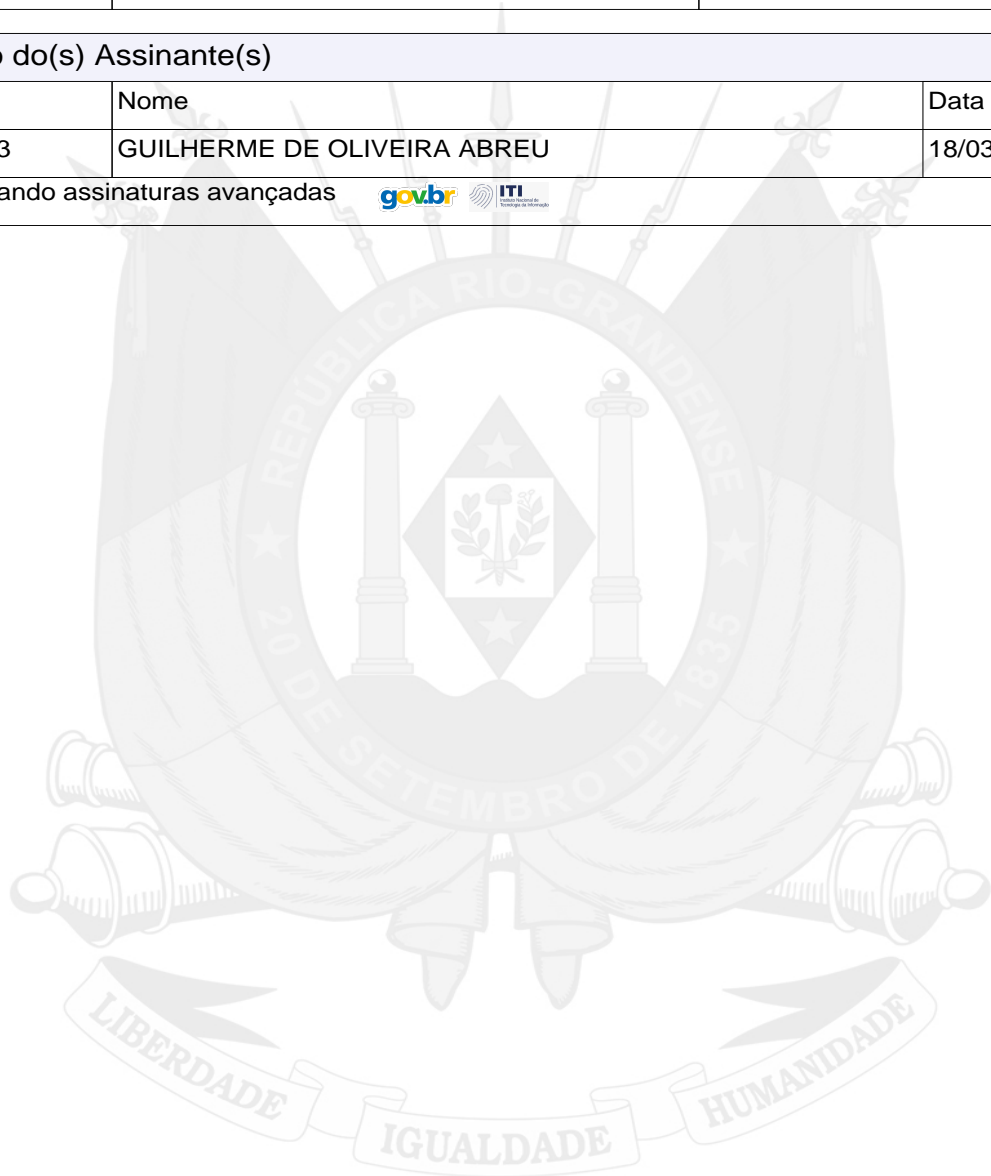 o do(s) Assinante(s)
Nome Data
3 GUILHERME DE OLIVEIRA ABREU 18/03
ando assinaturas avançadas gov.br ITI
REPÚBLICA RIO-GRANDENSE
20 DE SETEMBRO DE 1835
LIBERDADE IGUALDADE HUMANIDADE